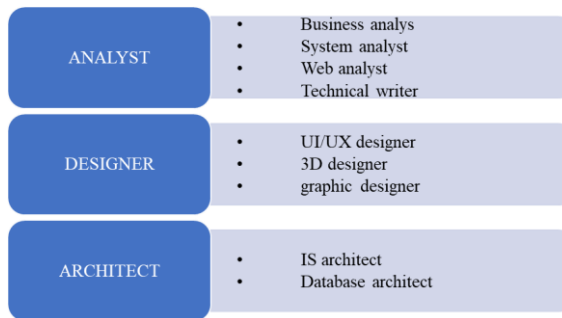 ANALYST
• Business analys
• System analyst
• Web analyst
• Technical writer
DESIGNER
• UI/UX designer
• 3D designer
• graphic designer
ARCHITECT
• IS architect
• Database architect